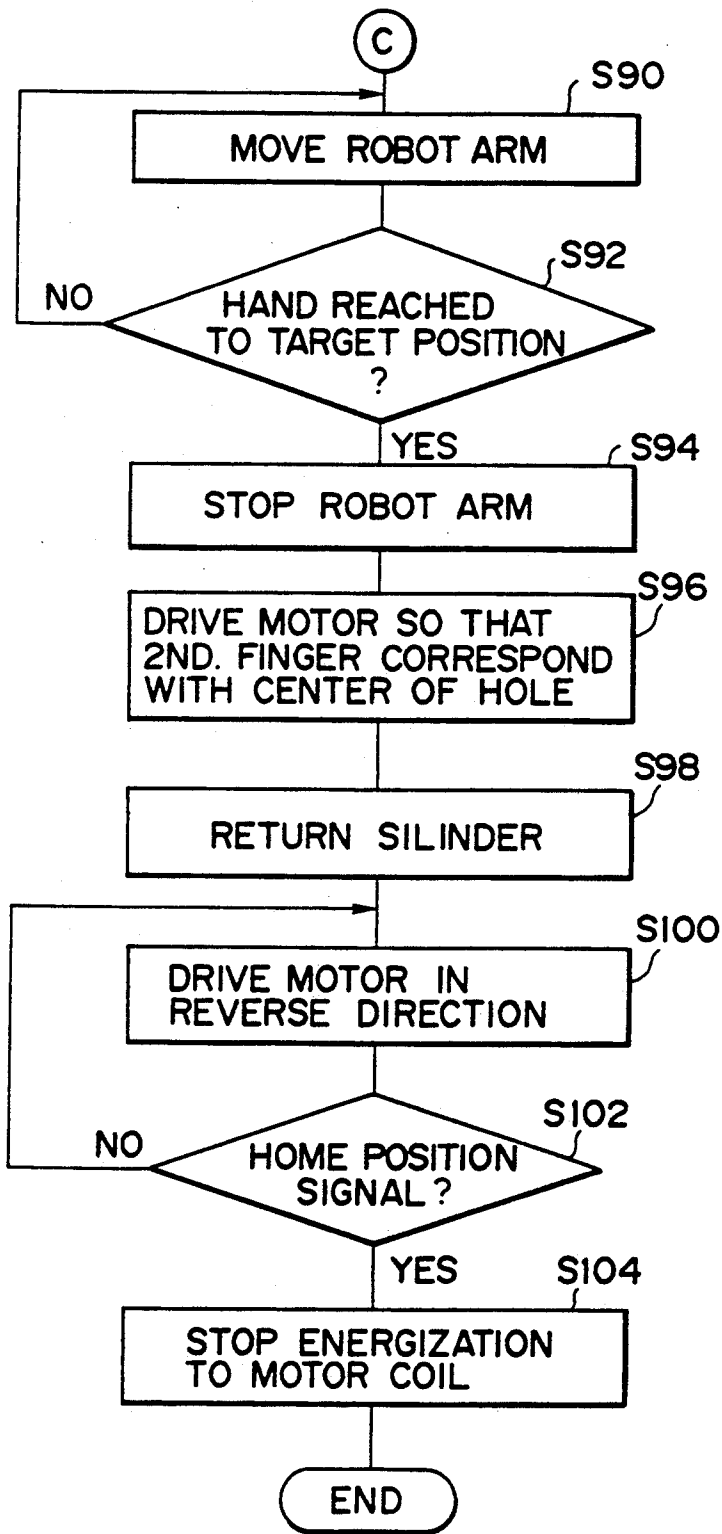 C
S90
MOVE ROBOT ARM
S92
NO
HAND REACHED
TO TARGET POSITION
?
YES
S94
STOP ROBOT ARM
S96
DRIVE MOTOR SO THAT
2ND. FINGER CORRESPOND
WITH CENTER OF HOLE
S98
RETURN SILINDER
S100
DRIVE MOTOR IN
REVERSE DIRECTION
S102
NO
HOME POSITION
SIGNAL ?
YES
S104
STOP ENERGIZATION
TO MOTOR COIL
END